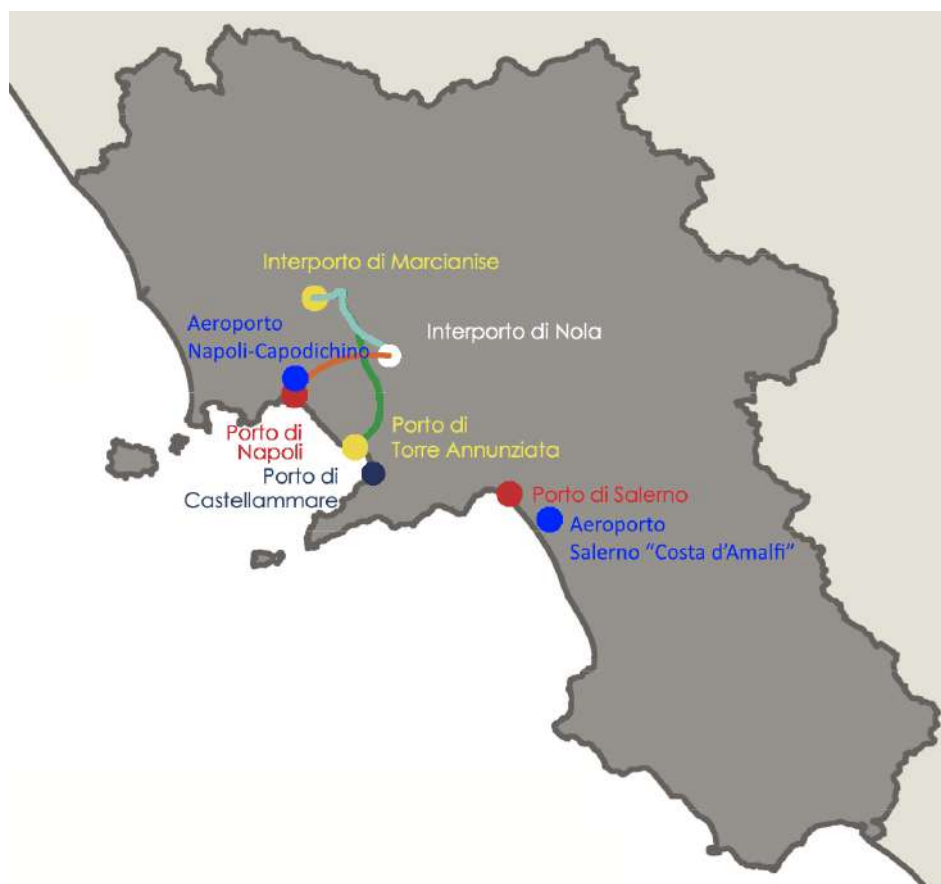 Interporto di Marcianise
Aeroporto
Napoli-Capodichino
Interporto di Nola
Porto di
Napoli
Porto di
Torre Annunziata
Porto di
Castellammare
Porto di Salerno
Aeroporto
Salerno “Costa d’Amalfi”